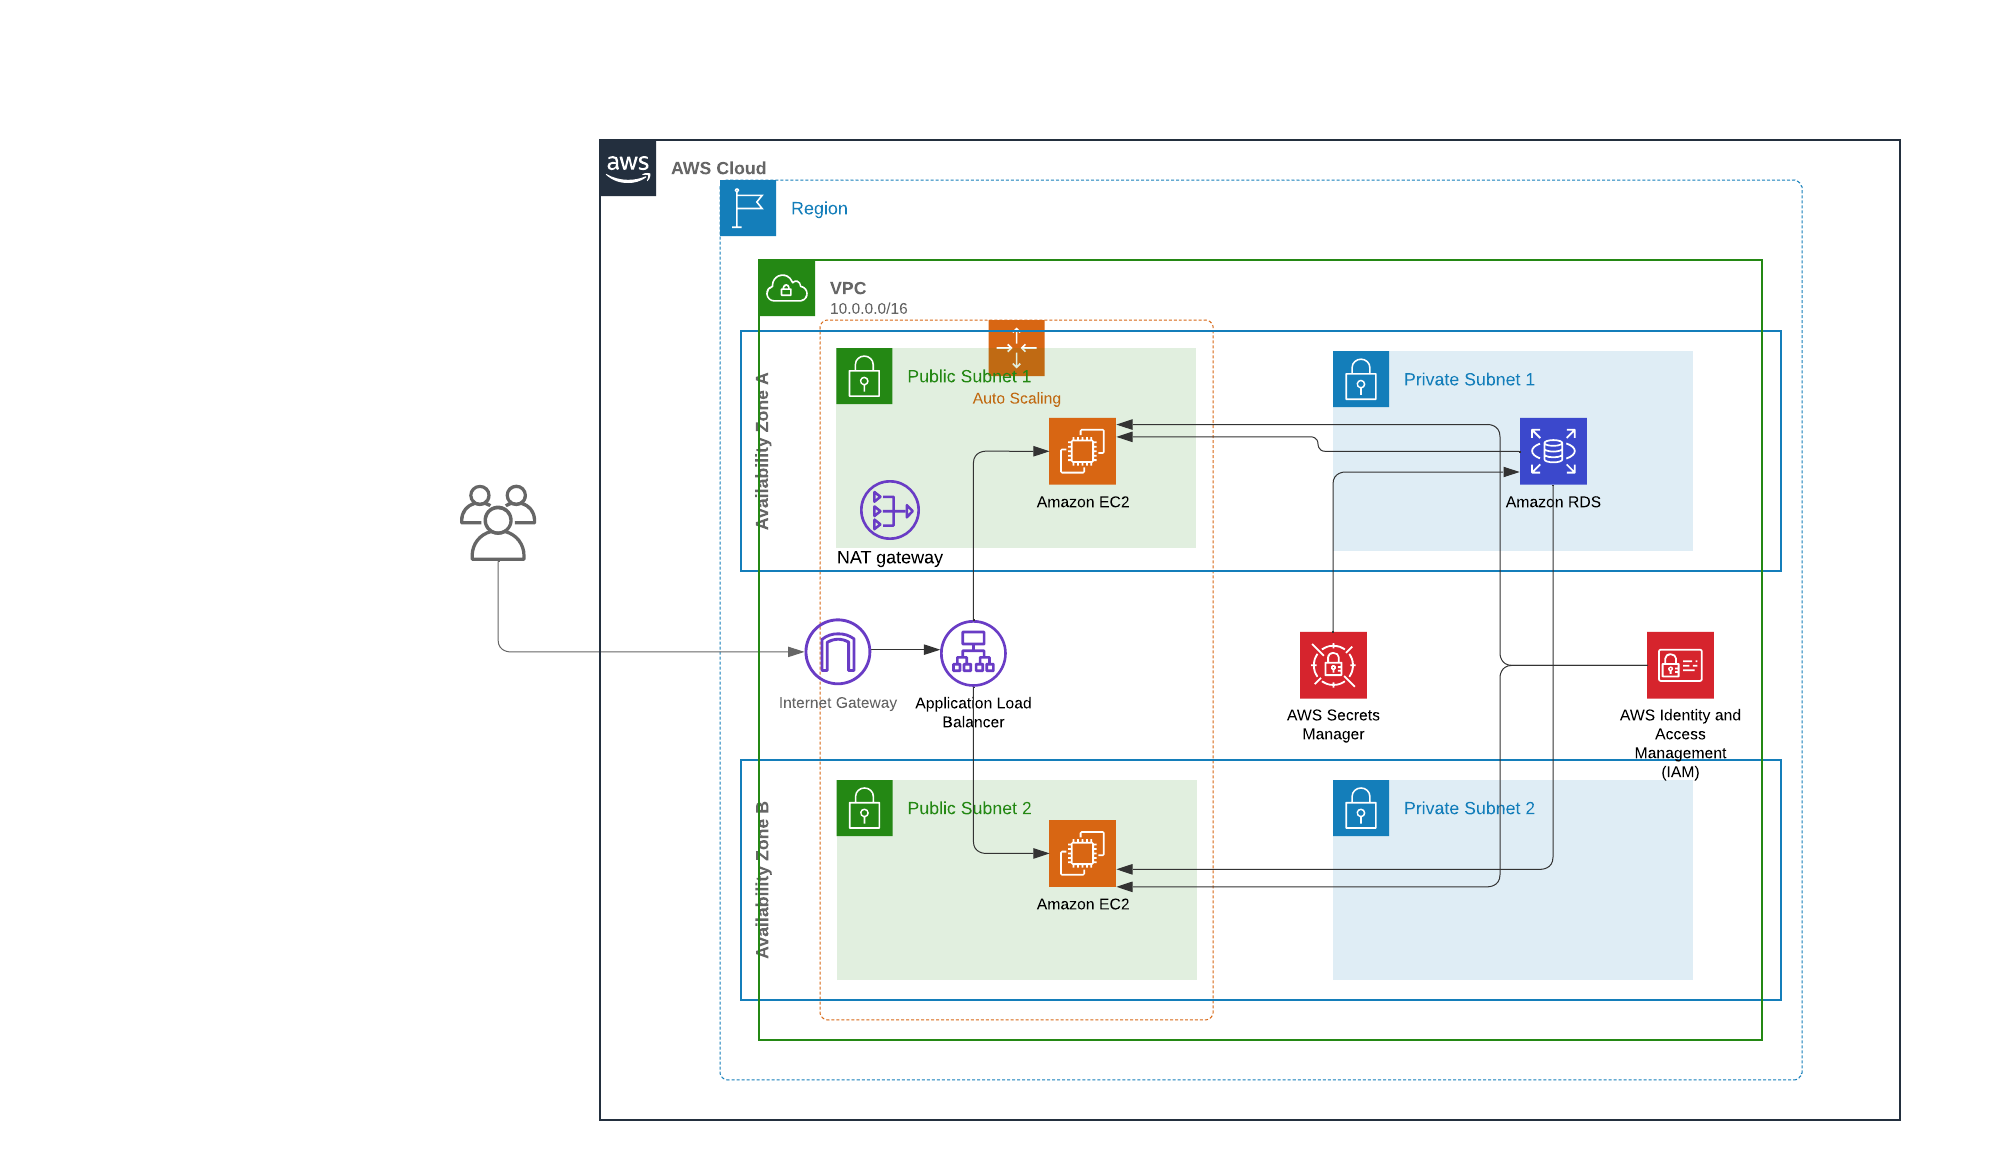 aws
AWS Cloud
Region
VPC
10.0.0.0/16
Availability Zone A
Public Subnet 1
Auto Scaling
Private Subnet 1
Amazon EC2
Amazon RDS
NAT gateway
Internet Gateway
Application Load
Balancer
AWS Secrets
Manager
AWS Identity and
Access
Management
(IAM)
Availability Zone B
Public Subnet 2
Private Subnet 2
Amazon EC2